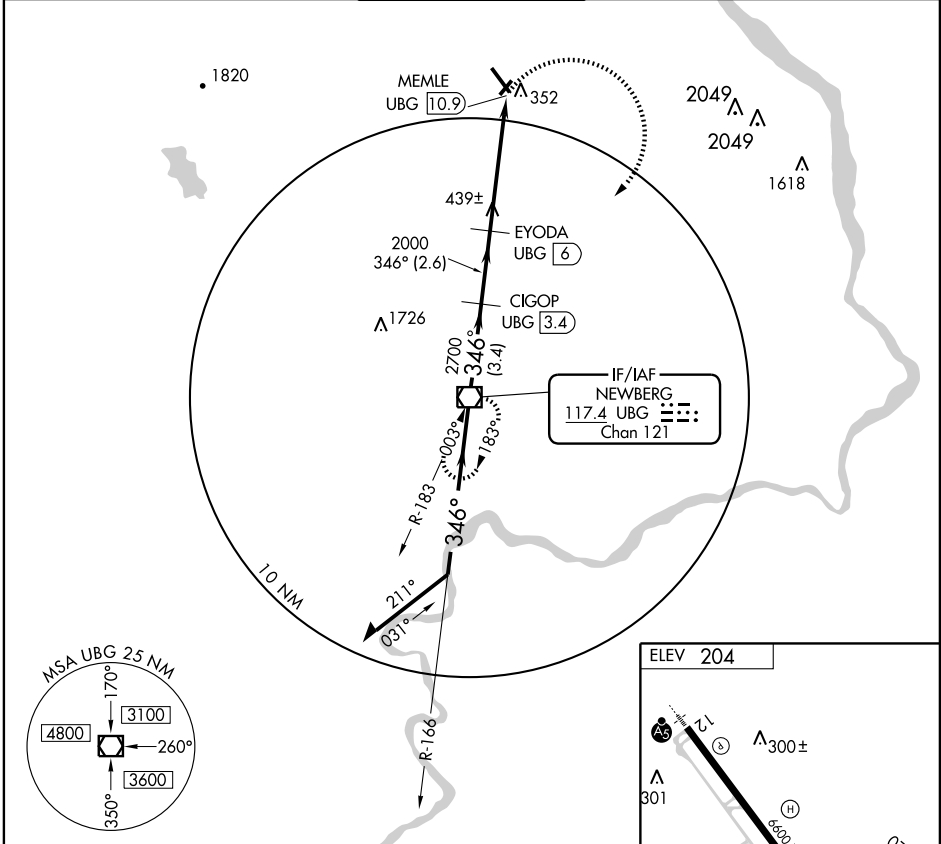 1820
MEMLE
UBG 10.9
352
2049
2049
1618
439±
EYODA
UBG 6
2000
346° (2.6)
CIGOP
UBG 3.4
1726
2700
346°
(3.4)
IF/IAF
NEWBERG
117.4 UBG
Chan 121
003°
183°
R-183
346°
211°
031°
10 NM
R-166
MSA UBG 25 NM
170°
3100
4800
260°
3600
350°
ELEV 204
A5
12
P
300±
301
H
6600